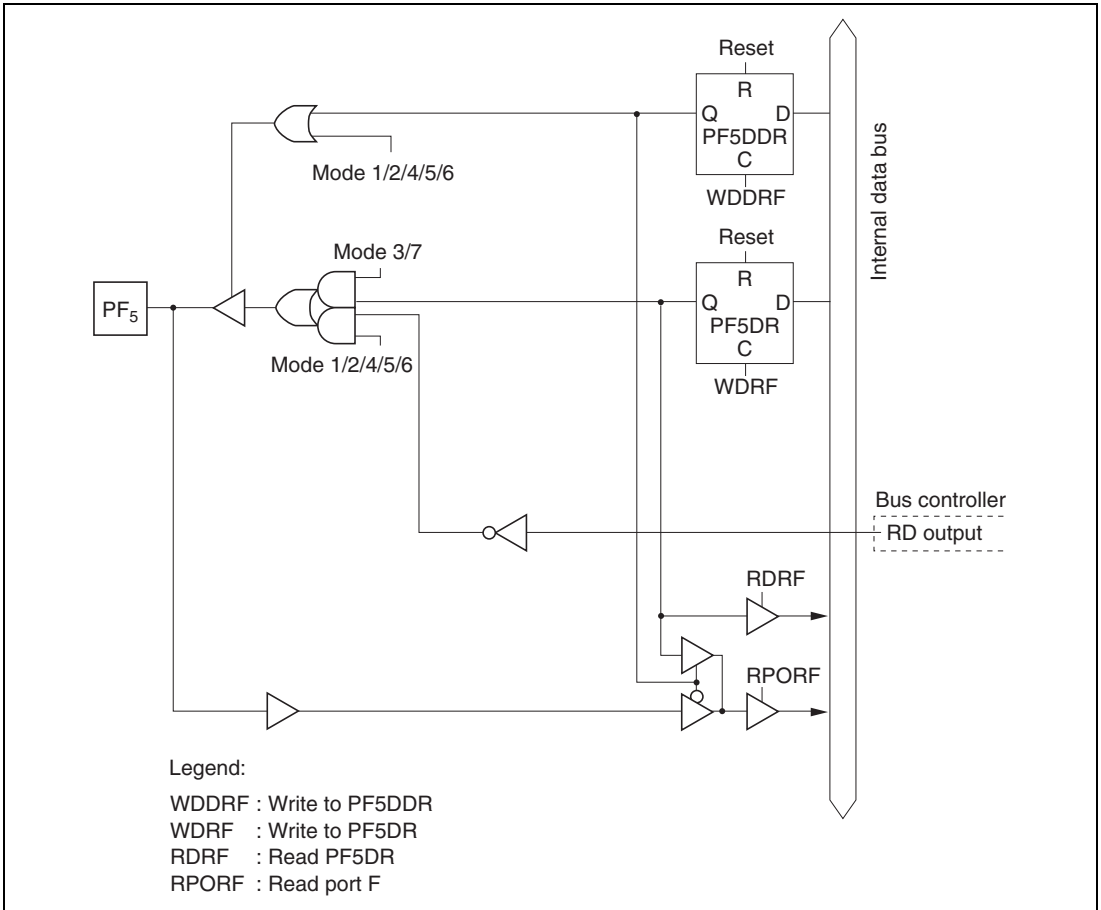 Reset
R
Q D
PF5DDR
C
WDDRF
Mode 1/2/4/5/6
Internal data bus
Reset
Mode 3/7
R
Q D
PF5DR
C
WDRF
PF5
Mode 1/2/4/5/6
Bus controller
RD output
RDRF
RPORF
Legend:
WDDRF : Write to PF5DDR
WDRF : Write to PF5DR
RDRF : Read PF5DR
RPORF : Read port F